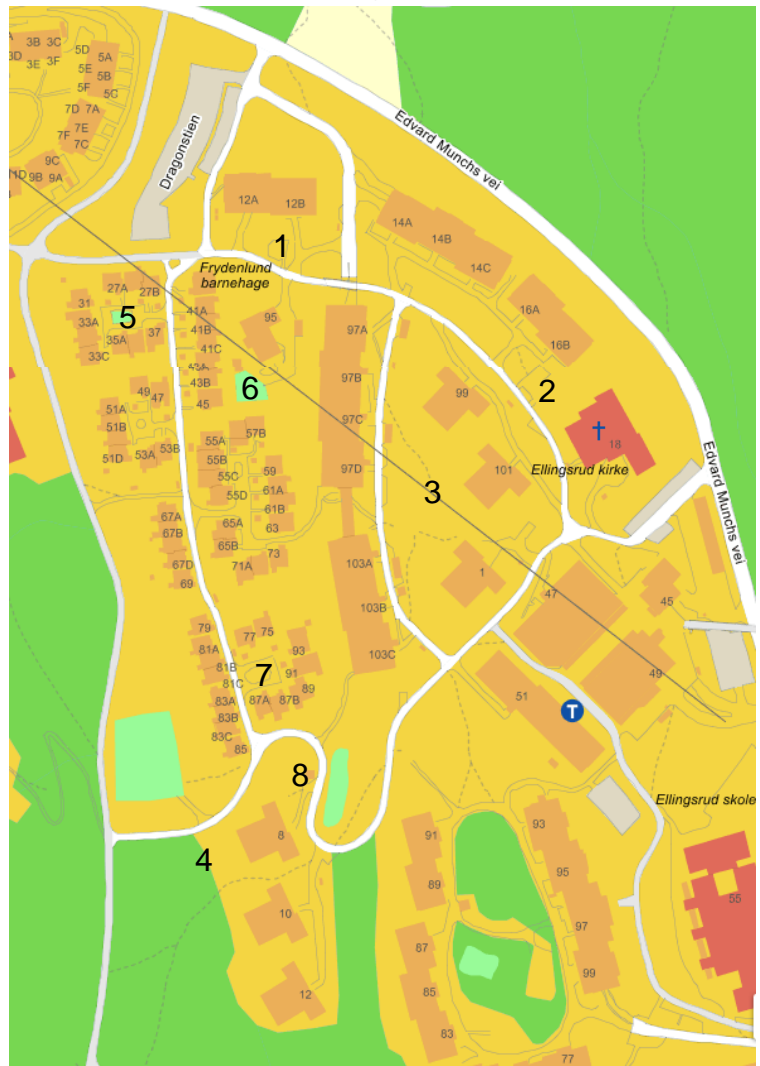 3B 3C
3D
3E 3F
5D
5A
5E
5B
5F
5C
7D 7A
7E
7F
7C
9C
9B 9A
Dragonstien
Edvard Munchs vei
12A
12B
14A
14B
14C
1
Frydenlund
barnehage
16A
16B
27A
27B
31
33A
5
35A
37
33C
41A
41B
41C
43B
45
95
97A
97B
97C
97D
6
2
99
18
Ellingsrud kirke
Edvard Munchs vei
49
47
51A
51B
51D
53A
53B
55A
57B
55B
55C
55D
59
61A
61B
63
101
3
67A
67B
67D
69
65A
65B
71A
73
103A
103B
103C
1
47
45
49
51
T
79
81A
81B
81C
83A
83B
83C
85
77
75
93
91
89
7
87A
87B
8
4
8
10
12
Ellingsrud skole
55
91
89
87
85
83
93
95
97
99
77